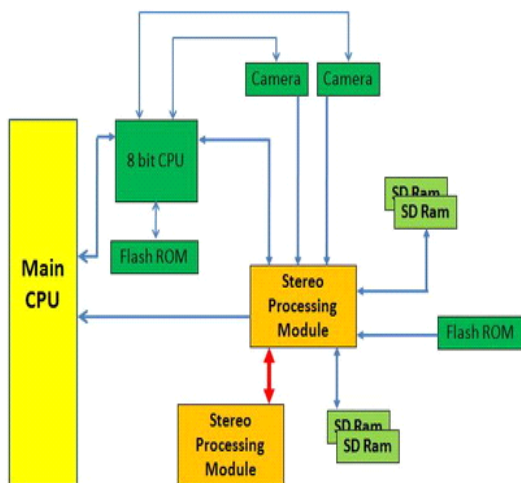 Camera
Camera
8 bit CPU
SD Ram
SD Ram
Flash ROM
Main
CPU
Stereo
Processing
Module
Flash ROM
Stereo
Processing
Module
SD Ram
SD Ram